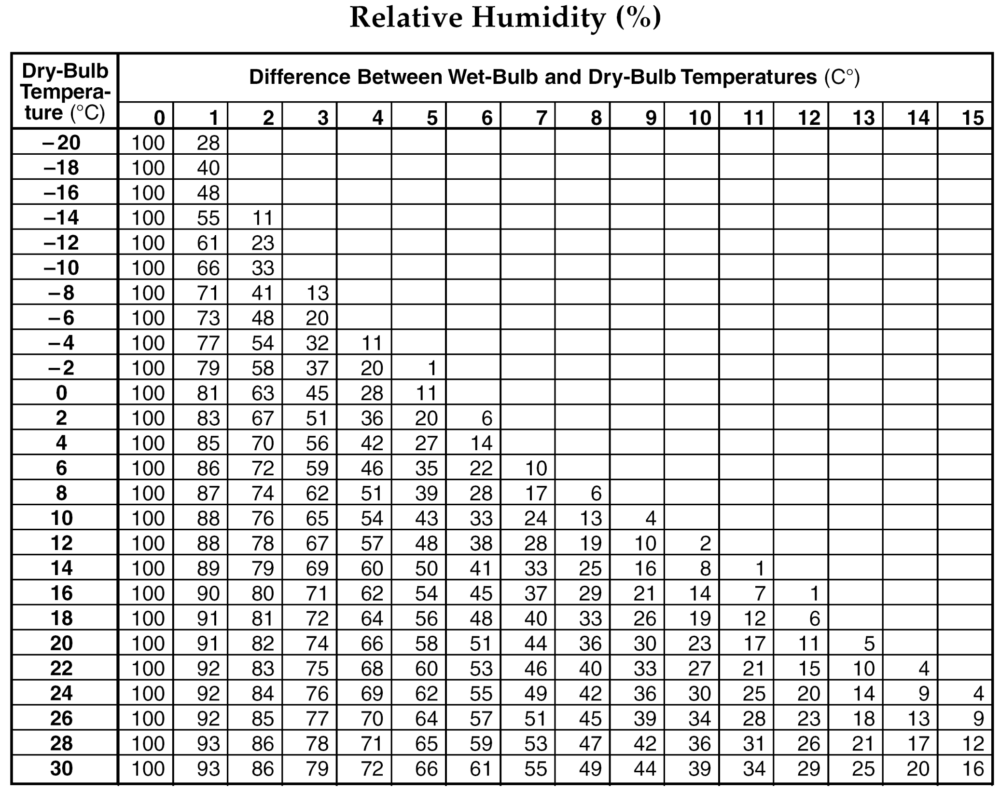 Relative Humidity (%)
Dry-Bulb
Tempera-
ture (°C)
Difference Between Wet-Bulb and Dry-Bulb Temperatures (C°)
0 1 2 3 4 5 6 7 8 9 10 11 12 13 14 15
–20 100 28
–18 100 40
–16 100 48
–14 100 55 11
–12 100 61 23
–10 100 66 33
–8 100 71 41 13
–6 100 73 48 20
–4 100 77 54 32 11
–2 100 79 58 37 20 1
0 100 81 63 45 28 11
2 100 83 67 51 36 20 6
4 100 85 70 56 42 27 14
6 100 86 72 59 46 35 22 10
8 100 87 74 62 51 39 28 17 6
10 100 88 76 65 54 43 33 24 13 4
12 100 88 78 67 57 48 38 28 19 10 2
14 100 89 79 69 60 50 41 33 25 16 8 1
16 100 90 80 71 62 54 45 37 29 21 14 7 1
18 100 91 81 72 64 56 48 40 33 26 19 12 6
20 100 91 82 74 66 58 51 44 36 30 23 17 11 5
22 100 92 83 75 68 60 53 46 40 33 27 21 15 10 4
24 100 92 84 76 69 62 55 49 42 36 30 25 20 14 9 4
26 100 92 85 77 70 64 57 51 45 39 34 28 23 18 13 9
28 100 93 86 78 71 65 59 53 47 42 36 31 26 21 17 12
30 100 93 86 79 72 66 61 55 49 44 39 34 29 25 20 16